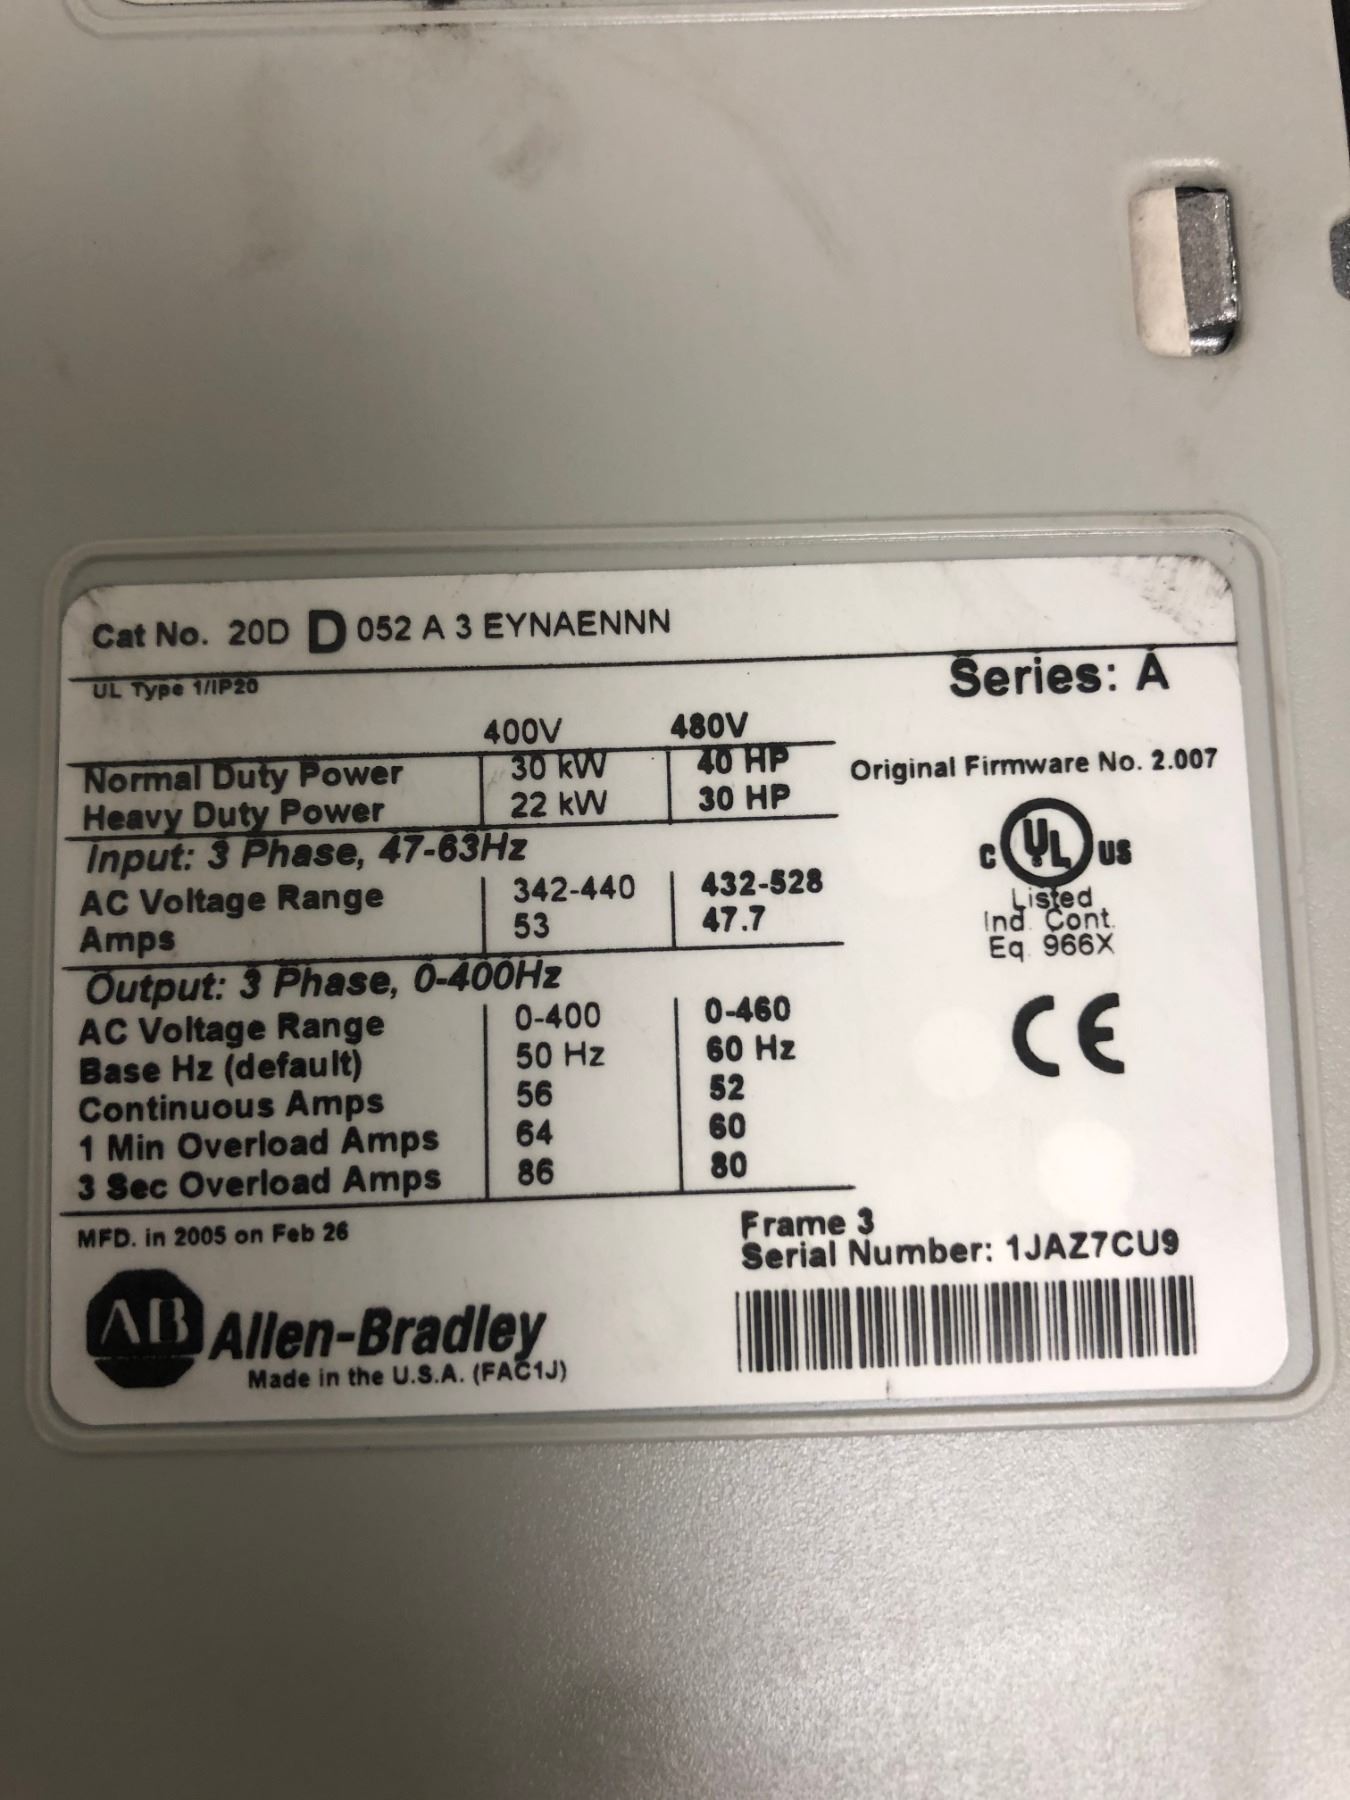 Cat No. 20D D 052 A 3 EYNAENNN
UL Type 1/IP20
Series: A
400V 480V
Normal Duty Power 30 kW 40 HP
Heavy Duty Power 22 kW 30 HP
Original Firmware No. 2.007
Input: 3 Phase, 47-63Hz
AC Voltage Range 342-440 432-528
Amps 53 47.7
C UL US
Listed
Ind. Cont.
Eq. 966X
Output: 3 Phase, 0-400Hz
AC Voltage Range 0-400 0-460
Base Hz (default) 50 Hz 60 Hz
Continuous Amps 56 52
1 Min Overload Amps 64 60
3 Sec Overload Amps 86 80
CE
MFD. in 2005 on Feb 26
Frame 3
Serial Number: 1JAZ7CU9
AB Allen-Bradley
Made in the U.S.A. (FAC1J)